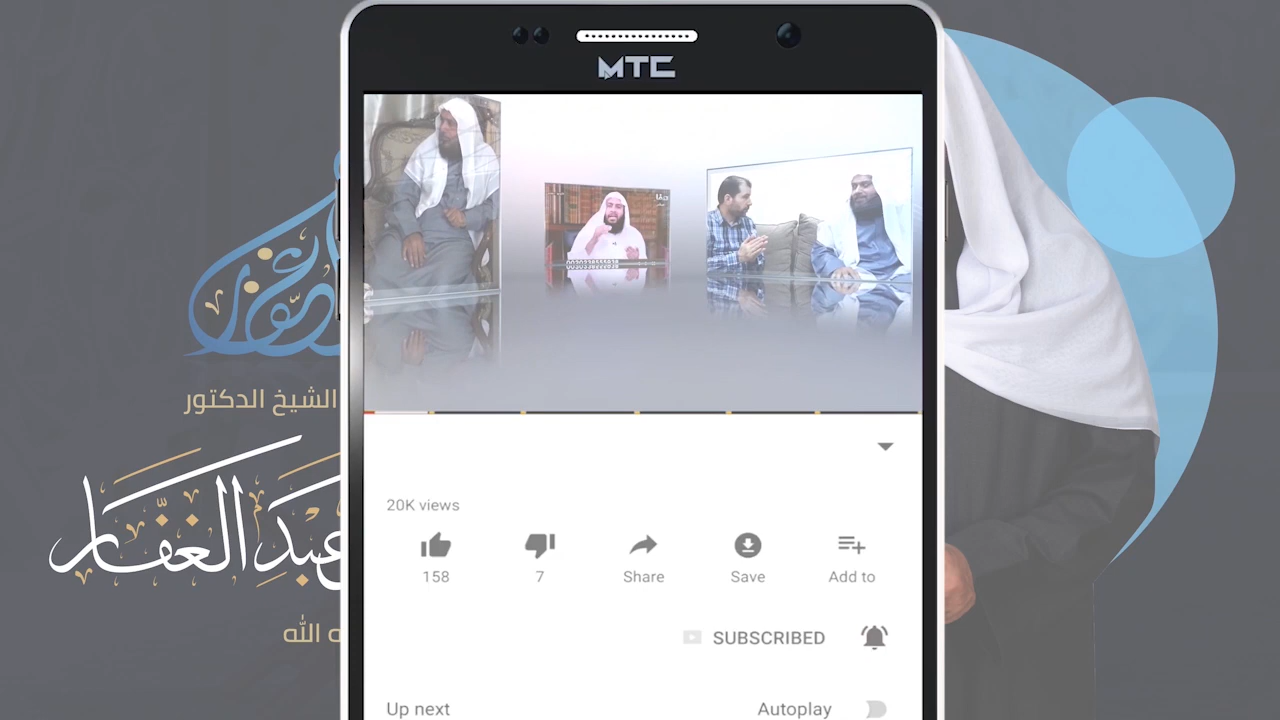 MTC
الشيخ الدكتور
عبد الغفار
ه الله
20K views
158
7
Share
Save
Add to
SUBSCRIBED
Up next
Autoplay